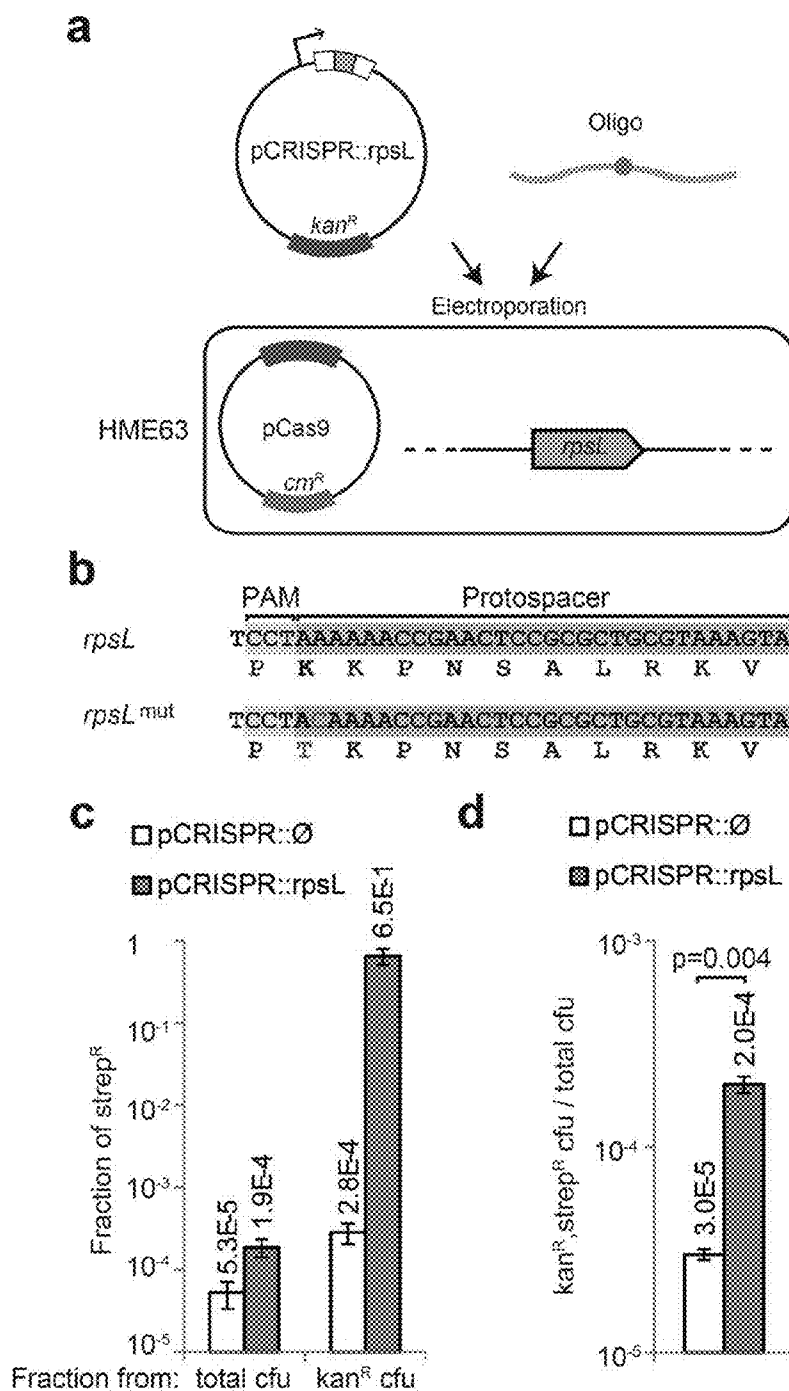 a
pCRISPR::rpsL
kanR
Oligo
Electroporation
HME63
pCas9
cmR
rpsL
b
PAM Protospacer
rpsL TCCTAAAAAACCGAACTCCGCGCTGCGTAAAGTA
P K K P N S A L R K V
rpsLmut TCCTA AAAACCGAACTCCGCGCTGCGTAAAGTA
P T K P N S A L R K V
c
pCRISPR::Ø
pCRISPR::rpsL
Fraction of strepR
1
10-1
10-2
10-3
10-4
10-5
5.3E-5
1.9E-4
2.8E-4
6.5E-1
Fraction from: total cfu kanR cfu
d
pCRISPR::Ø
pCRISPR::rpsL
kanR,strepR cfu / total cfu
10-3
10-4
10-5
p=0.004
3.0E-5
2.0E-4